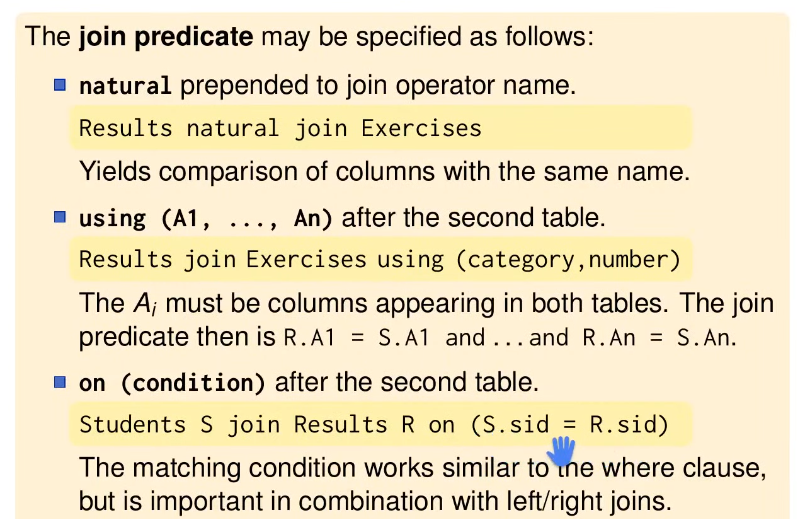 The join predicate may be specified as follows:
natural prepended to join operator name.
Results natural join Exercises
Yields comparison of columns with the same name.
using (A1, ..., An) after the second table.
Results join Exercises using (category,number)
The Ai must be columns appearing in both tables. The join
predicate then is R.A1 = S.A1 and...and R.An = S.An.
on (condition) after the second table.
Students S join Results R on (S.sid = R.sid)
The matching condition works similar to the where clause,
but is important in combination with left/right joins.